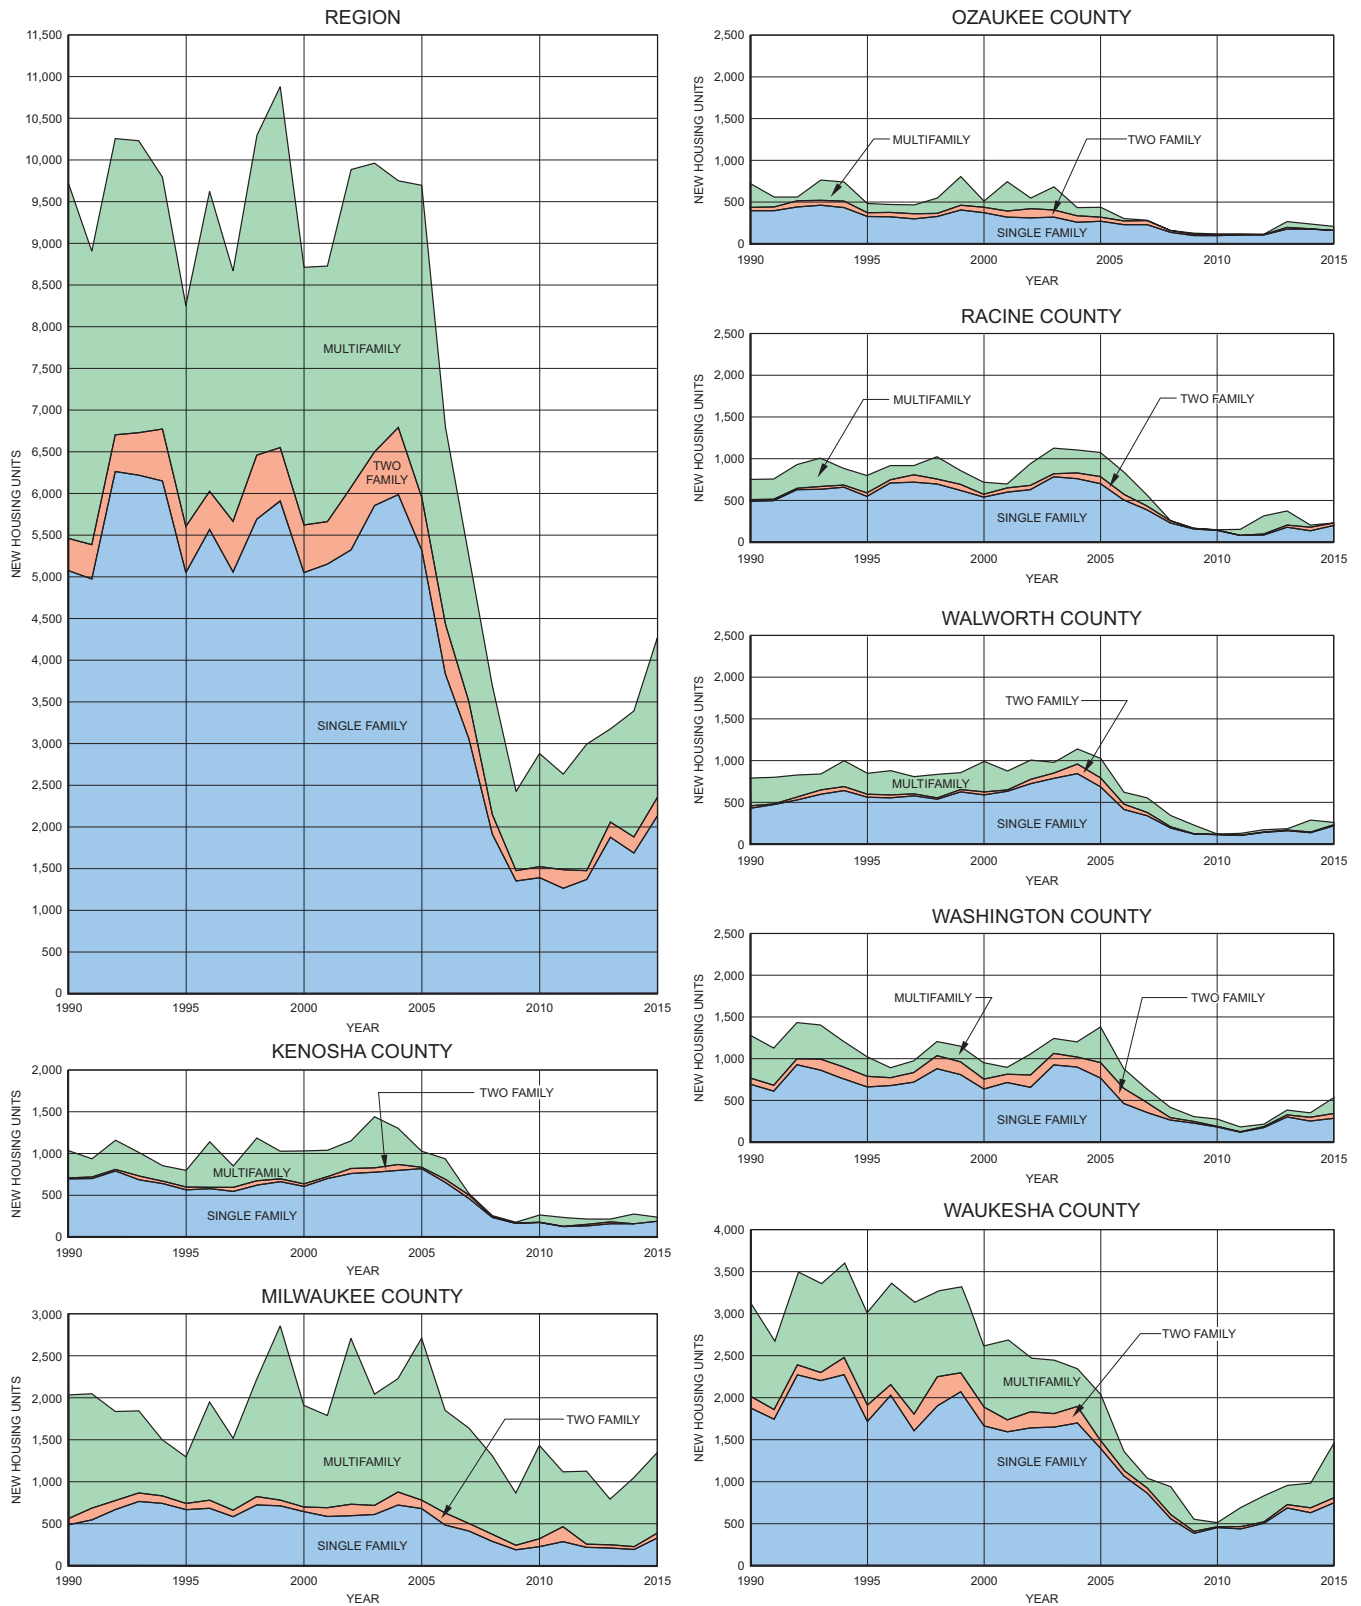 REGION
NEW HOUSING UNITS
11,500
11,000
10,500
10,000
9,500
9,000
8,500
8,000
7,500
7,000
6,500
6,000
5,500
5,000
4,500
4,000
3,500
3,000
2,500
2,000
1,500
1,000
500
0
MULTIFAMILY
TWO
FAMILY
SINGLE FAMILY
1990 1995 2000 2005 2010 2015
YEAR
KENOSHA COUNTY
NEW HOUSING UNITS
2,000
1,500
1,000
500
0
TWO FAMILY
MULTIFAMILY
SINGLE FAMILY
1990 1995 2000 2005 2010 2015
YEAR
MILWAUKEE COUNTY
NEW HOUSING UNITS
3,000
2,500
2,000
1,500
1,000
500
0
TWO FAMILY
MULTIFAMILY
SINGLE FAMILY
1990 1995 2000 2005 2010 2015
YEAR
OZAUKEE COUNTY
NEW HOUSING UNITS
2,500
2,000
1,500
1,000
500
0
MULTIFAMILY
TWO FAMILY
SINGLE FAMILY
1990 1995 2000 2005 2010 2015
YEAR
RACINE COUNTY
NEW HOUSING UNITS
2,500
2,000
1,500
1,000
500
0
MULTIFAMILY
TWO FAMILY
SINGLE FAMILY
1990 1995 2000 2005 2010 2015
YEAR
WALWORTH COUNTY
NEW HOUSING UNITS
2,500
2,000
1,500
1,000
500
0
TWO FAMILY
MULTIFAMILY
SINGLE FAMILY
1990 1995 2000 2005 2010 2015
YEAR
WASHINGTON COUNTY
NEW HOUSING UNITS
2,500
2,000
1,500
1,000
500
0
MULTIFAMILY
TWO FAMILY
SINGLE FAMILY
1990 1995 2000 2005 2010 2015
YEAR
WAUKESHA COUNTY
NEW HOUSING UNITS
4,000
3,500
3,000
2,500
2,000
1,500
1,000
500
0
TWO FAMILY
MULTIFAMILY
SINGLE FAMILY
1990 1995 2000 2005 2010 2015
YEAR